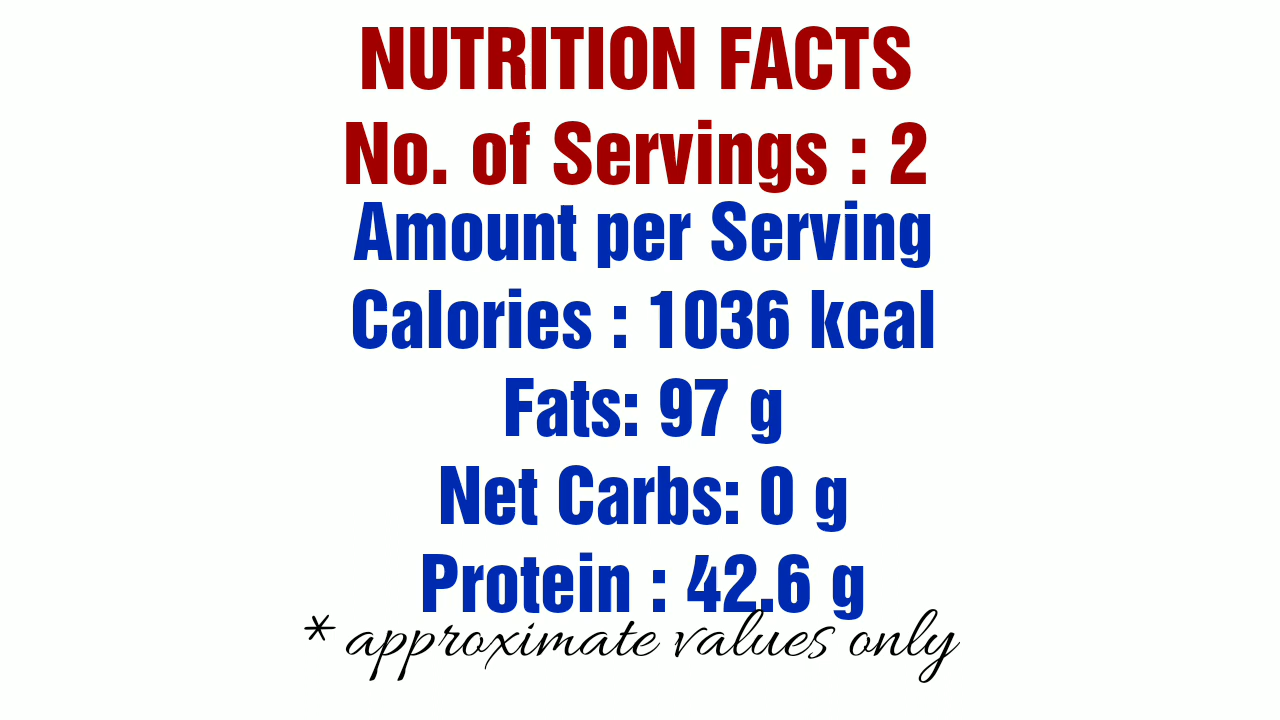 NUTRITION FACTS
No. of Servings : 2
Amount per Serving
Calories : 1036 kcal
Fats: 97 g
Net Carbs: 0 g
Protein : 42.6 g
* approximate values only